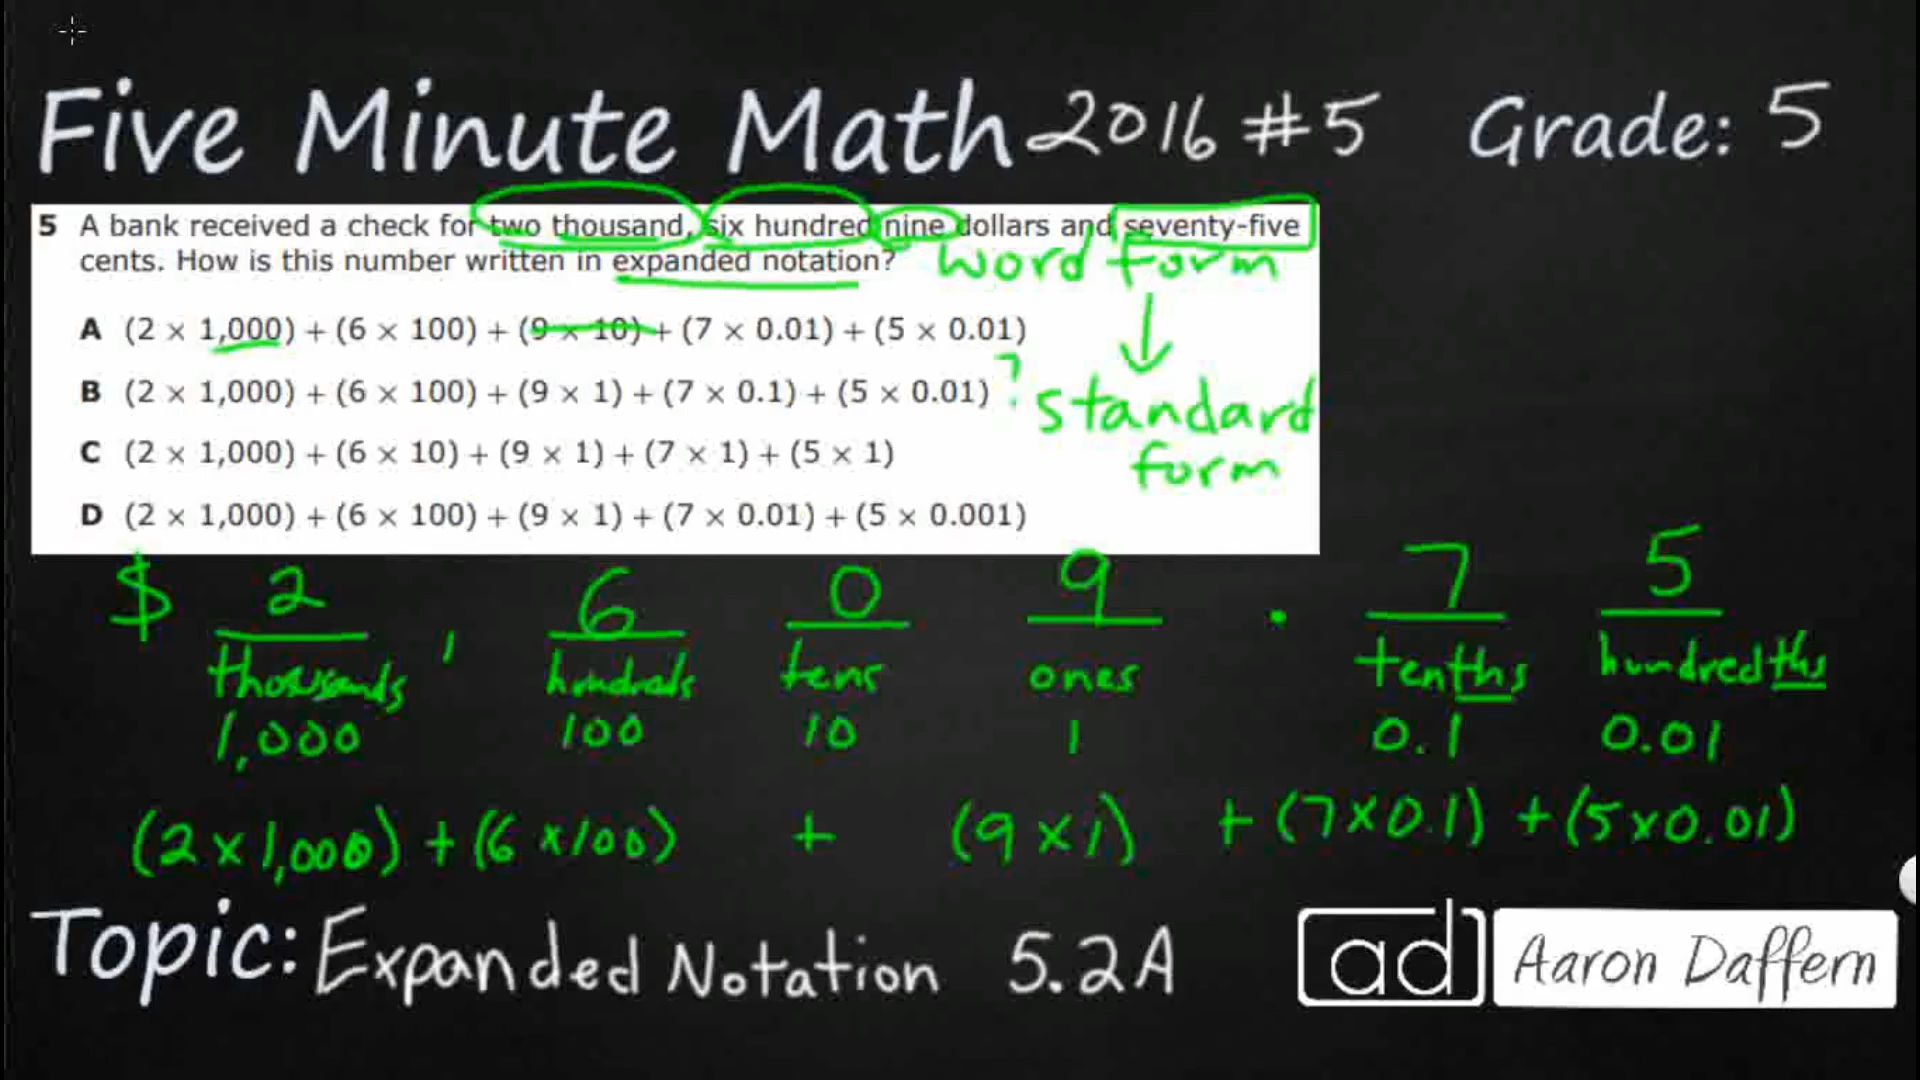 Five Minute Math 2016 #5 Grade: 5
5 A bank received a check for two thousand, six hundred nine dollars and seventy-five
cents. How is this number written in expanded notation? word form
A (2 × 1,000) + (6 × 100) + (9 × 10) + (7 × 0.01) + (5 × 0.01)
B (2 × 1,000) + (6 × 100) + (9 × 1) + (7 × 0.1) + (5 × 0.01) ? standard
C (2 × 1,000) + (6 × 10) + (9 × 1) + (7 × 1) + (5 × 1) form
D (2 × 1,000) + (6 × 100) + (9 × 1) + (7 × 0.01) + (5 × 0.001)
$ 2 , 6 0 9 . 7 5
thousands hundreds tens ones tenths hundredths
1,000 100 10 1 0.1 0.01
(2 x 1,000) + (6 x 100) + (9 x 1) + (7 x 0.1) + (5 x 0.01)
Topic: Expanded Notation 5.2A
ad Aaron Daffern